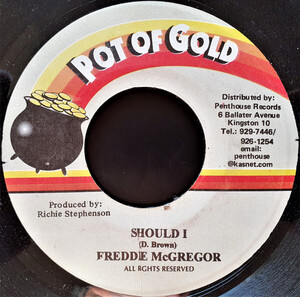 POT OF GOLD
Distributed by:
Penthouse Records
6 Ballater Avenue
Kingston 10
Tel.: 929-7446/
926-1254
email:
penthouse
@kasnet.com
Produced by:
Richie Stephenson
SHOULD I
(D. Brown)
FREDDIE McGREGOR
ALL RIGHTS RESERVED